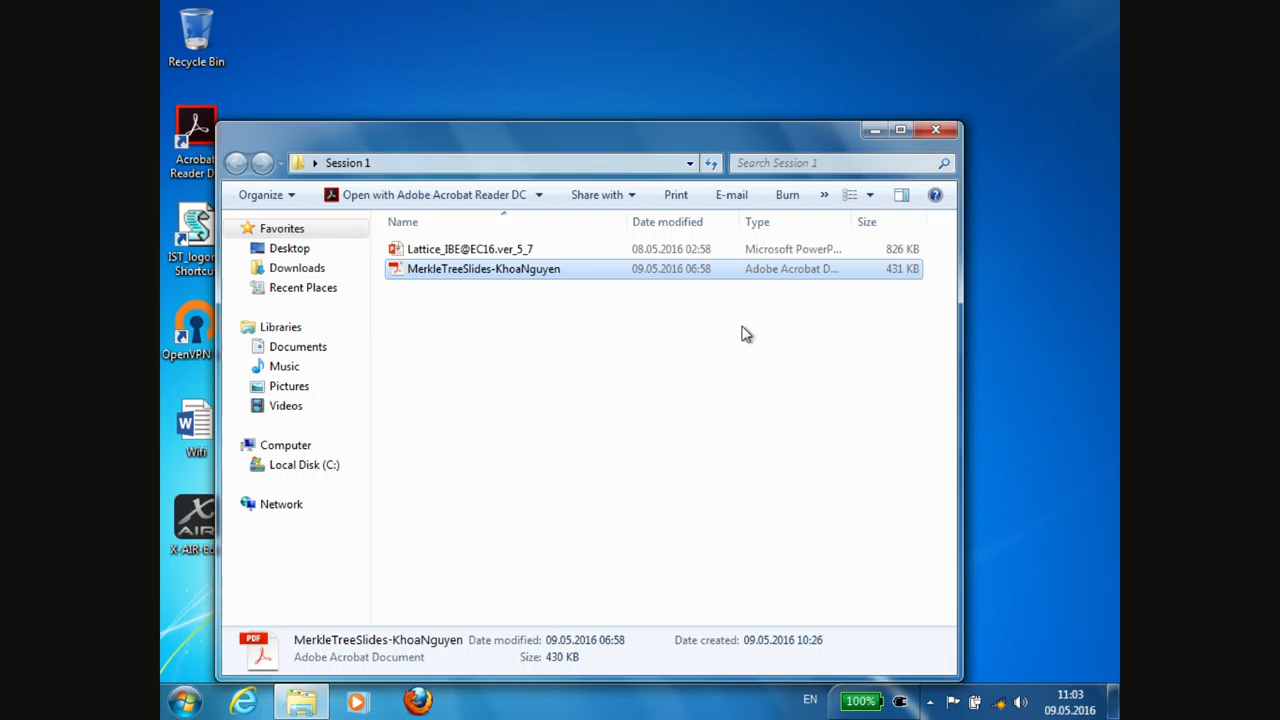 Recycle Bin
Acrobat
Reader D
IST_logon
Shortcu
OpenVPN
Wifi
X AIR
X-AIR-Ed
Session 1
Search Session 1
Organize
Open with Adobe Acrobat Reader DC
Share with
Print
E-mail
Burn
»
Favorites
Desktop
Downloads
Recent Places
Libraries
Documents
Music
Pictures
Videos
Computer
Local Disk (C:)
Network
Name Date modified Type Size
Lattice_IBE@EC16.ver_5_7 08.05.2016 02:58 Microsoft PowerP... 826 KB
MerkleTreeSlides-KhoaNguyen 09.05.2016 06:58 Adobe Acrobat D... 431 KB
PDF
MerkleTreeSlides-KhoaNguyen Date modified: 09.05.2016 06:58 Date created: 09.05.2016 10:26
Adobe Acrobat Document Size: 430 KB
EN
100%
11:03
09.05.2016